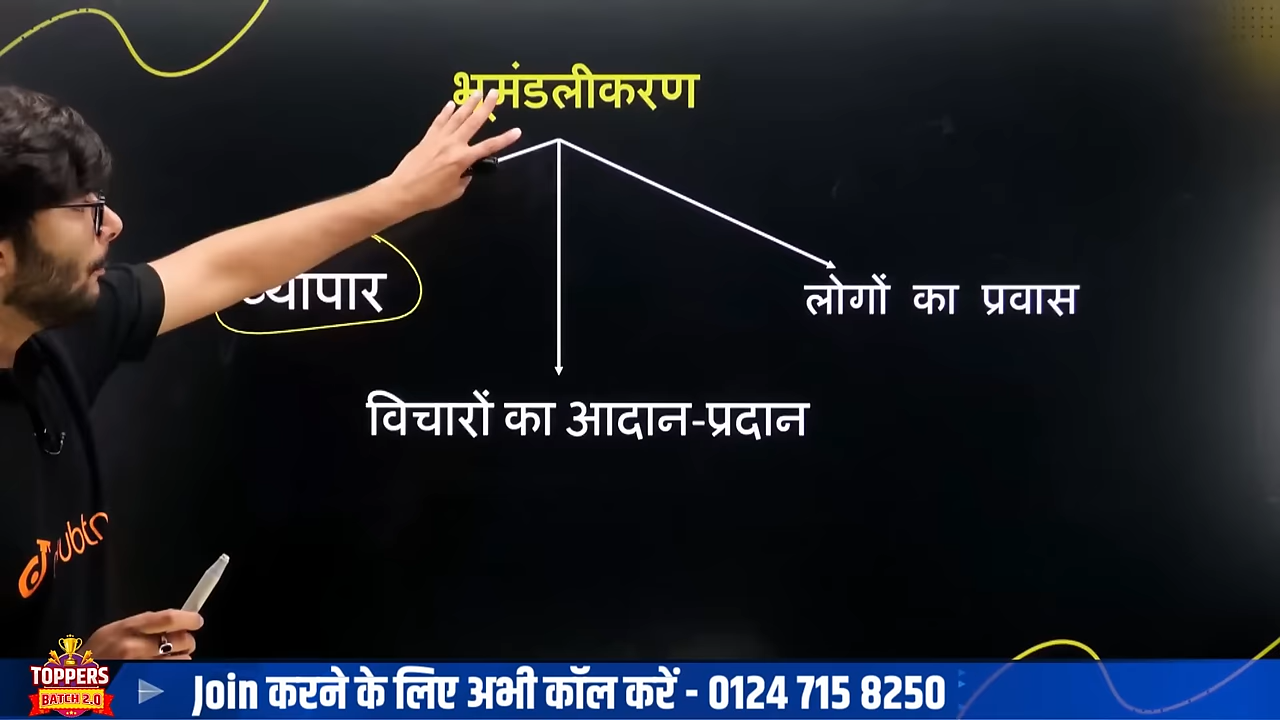 भूमंडलीकरण
व्यापार
लोगों का प्रवास
विचारों का आदान-प्रदान
TOPPERS
BATCH 2.0
Join करने के लिए अभी कॉल करें - 0124 715 8250